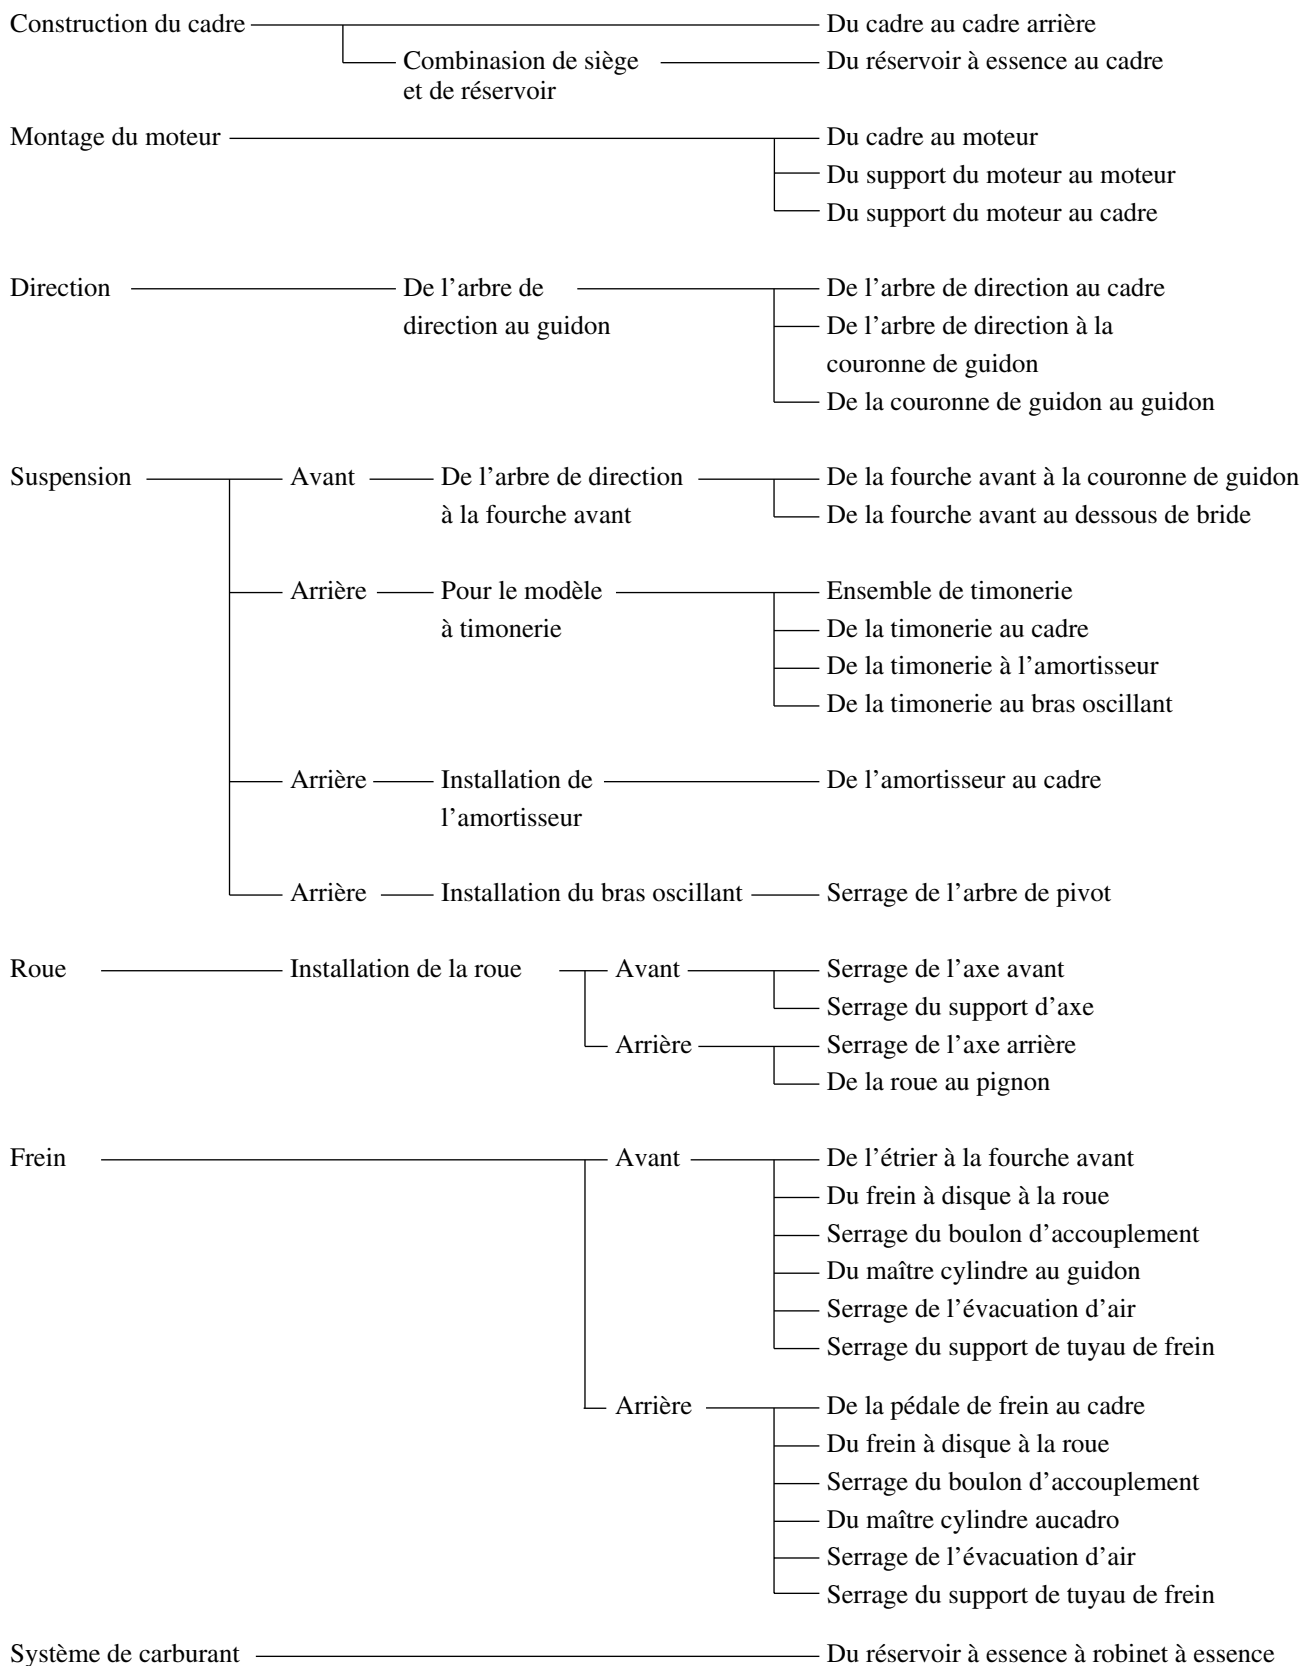 Construction du cadre Du cadre au cadre arrière
Combinasion de siège Du réservoir à essence au cadre
et de réservoir
Montage du moteur Du cadre au moteur
Du support du moteur au moteur
Du support du moteur au cadre
Direction De l’arbre de De l’arbre de direction au cadre
direction au guidon De l’arbre de direction à la
couronne de guidon
De la couronne de guidon au guidon
Suspension Avant De l’arbre de direction De la fourche avant à la couronne de guidon
à la fourche avant De la fourche avant au dessous de bride
Arrière Pour le modèle Ensemble de timonerie
à timonerie De la timonerie au cadre
De la timonerie à l’amortisseur
De la timonerie au bras oscillant
Arrière Installation de De l’amortisseur au cadre
l’amortisseur
Arrière Installation du bras oscillant Serrage de l’arbre de pivot
Roue Installation de la roue Avant Serrage de l’axe avant
Serrage du support d’axe
Arrière Serrage de l’axe arrière
De la roue au pignon
Frein Avant De l’étrier à la fourche avant
Du frein à disque à la roue
Serrage du boulon d’accouplement
Du maître cylindre au guidon
Serrage de l’évacuation d’air
Serrage du support de tuyau de frein
Arrière De la pédale de frein au cadre
Du frein à disque à la roue
Serrage du boulon d’accouplement
Du maître cylindre aucadro
Serrage de l’évacuation d’air
Serrage du support de tuyau de frein
Système de carburant Du réservoir à essence à robinet à essence